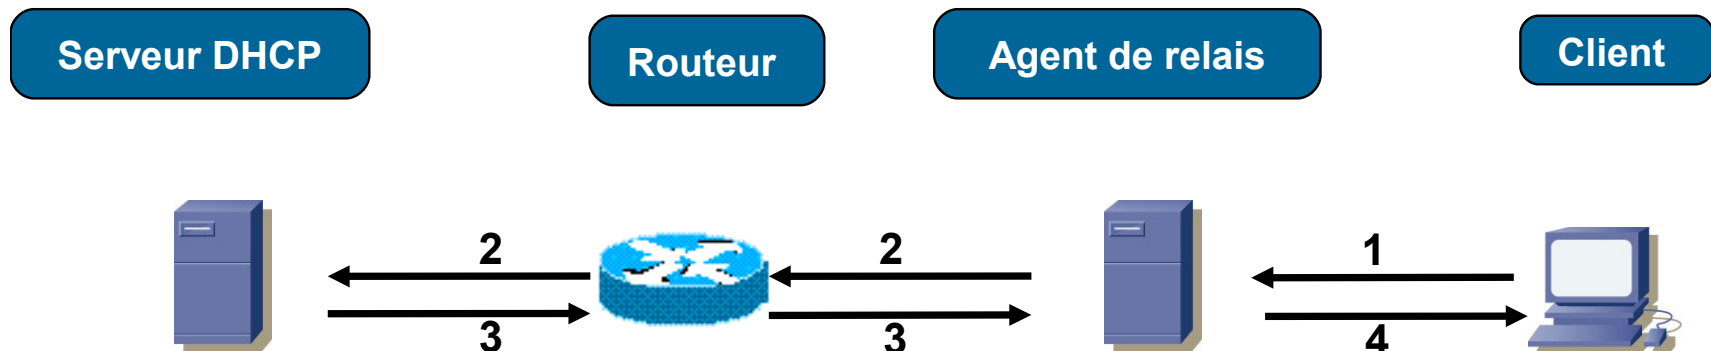 Serveur DHCP
Routeur
Agent de relais
Client
2
2
1
3
3
4